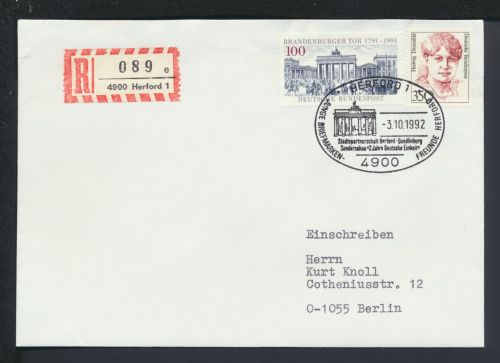 R
089 e
4900 Herford 1
BRANDENBURGER TOR 1791-1991
100
DEUTSCHE BUNDESPOST
Deutsche Bundespost
350
HERFORD 1
-3.10.1992
Städtepartnerschaft Herford-Quedlinburg
Sonderschau »2 Jahre Deutsche Einheit«
4900
JUNGE BRIEFMARKEN-FREUNDE HERFORD
Einschreiben
Herrn
Kurt Knoll
Cotheniusstr. 12
O-1055 Berlin